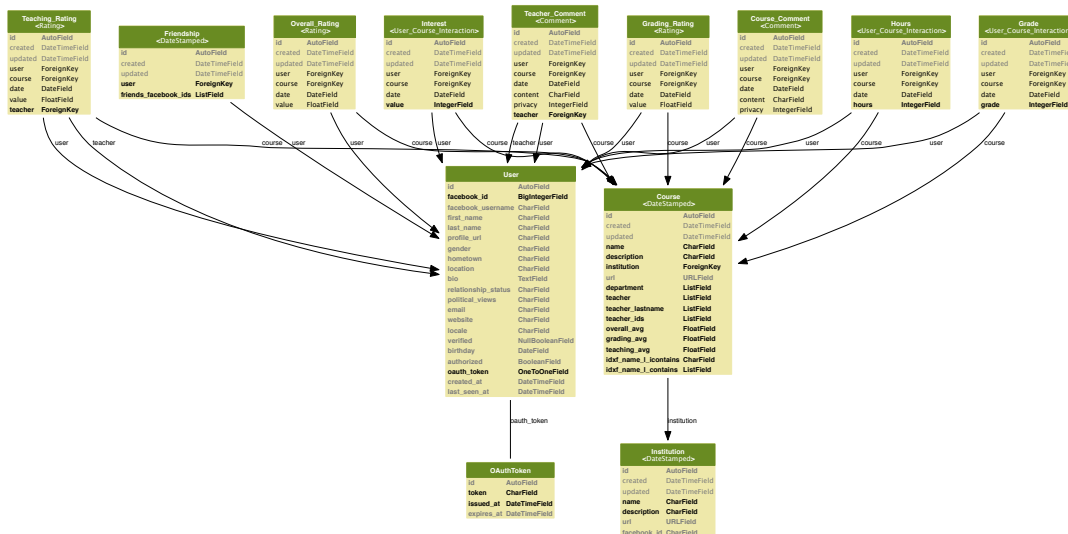 Teaching_Rating
<Rating>
id AutoField
created DateTimeField
updated DateTimeField
user ForeignKey
course ForeignKey
date DateField
value FloatField
teacher ForeignKey
Friendship
<DateStamped>
id AutoField
created DateTimeField
updated DateTimeField
user ForeignKey
friends_facebook_ids ListField
Overall_Rating
<Rating>
id AutoField
created DateTimeField
updated DateTimeField
user ForeignKey
course ForeignKey
date DateField
value FloatField
Interest
<User_Course_Interaction>
id AutoField
created DateTimeField
updated DateTimeField
user ForeignKey
course ForeignKey
date DateField
value IntegerField
Teacher_Comment
<Comment>
id AutoField
created DateTimeField
updated DateTimeField
user ForeignKey
course ForeignKey
date DateField
content CharField
privacy IntegerField
teacher ForeignKey
Grading_Rating
<Rating>
id AutoField
created DateTimeField
updated DateTimeField
user ForeignKey
course ForeignKey
date DateField
value FloatField
Course_Comment
<Comment>
id AutoField
created DateTimeField
updated DateTimeField
user ForeignKey
course ForeignKey
date DateField
content CharField
privacy IntegerField
Hours
<User_Course_Interaction>
id AutoField
created DateTimeField
updated DateTimeField
user ForeignKey
course ForeignKey
date DateField
hours IntegerField
Grade
<User_Course_Interaction
id AutoField
created DateTimeField
updated DateTimeField
user ForeignKey
course ForeignKey
date DateField
grade IntegerField
user teacher course user user course user course teacher user course user course user course user course user course
User
id AutoField
facebook_id BigIntegerField
facebook_username CharField
first_name CharField
last_name CharField
profile_url CharField
gender CharField
hometown CharField
location CharField
bio TextField
relationship_status CharField
political_views CharField
email CharField
website CharField
locale CharField
verified NullBooleanField
birthday DateField
authorized BooleanField
oauth_token OneToOneField
created_at DateTimeField
last_seen_at DateTimeField
Course
<DateStamped>
id AutoField
created DateTimeField
updated DateTimeField
name CharField
description CharField
institution ForeignKey
url URLField
department ListField
teacher ListField
teacher_lastname ListField
teacher_ids ListField
overall_avg FloatField
grading_avg FloatField
teaching_avg FloatField
idxf_name_l_icontains CharField
idxf_name_l_contains ListField
oauth_token
institution
OAuthToken
id AutoField
token CharField
issued_at DateTimeField
expires_at DateTimeField
Institution
<DateStamped>
id AutoField
created DateTimeField
updated DateTimeField
name CharField
description CharField
url URLField
facebook_id CharField